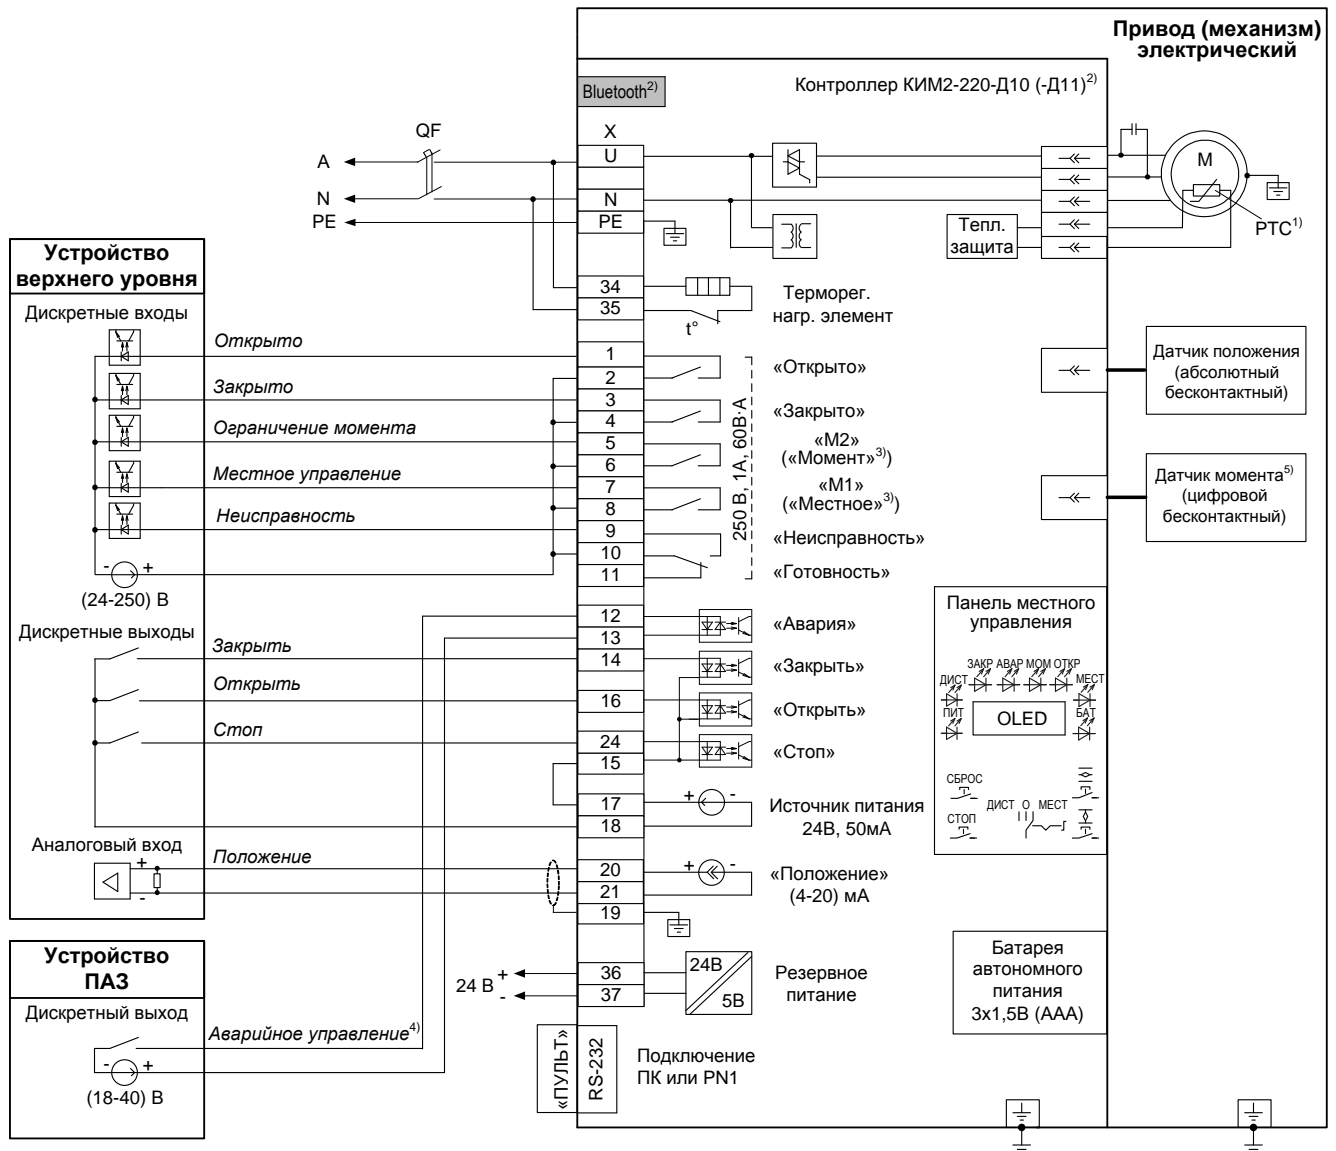 Привод (механизм)
электрический
Контроллер КИМ2-220-Д10 (-Д11)2)
Bluetooth2)
QF
X
A
U
N
N
PE
PE
M
PTC1)
Тепл.
защита
34
35
t°
Терморег.
нагр. элемент
Устройство
верхнего уровня
Дискретные входы
Открыто
1
2
«Открыто»
Закрыто
3
4
«Закрыто»
Ограничение момента
5
6
«М2»
(«Момент»3))
Местное управление
7
8
«М1»
(«Местное»3))
Неисправность
9
10
11
«Неисправность»
«Готовность»
250 В, 1А, 60В·А
- +
(24-250) В
Датчик положения
(абсолютный
бесконтактный)
Датчик момента5)
(цифровой
бесконтактный)
Дискретные выходы
12
13
«Авария»
Закрыть
14
«Закрыть»
Открыть
16
«Открыть»
Стоп
24
15
«Стоп»
17
18
+ -
Источник питания
24В, 50мА
Аналоговый вход
+
-
Положение
20
21
19
+ -
«Положение»
(4-20) мА
Панель местного
управления
ЗАКР АВАР МОМ ОТКР
ДИСТ
МЕСТ
ПИТ
OLED
БАТ
СБРОС
ДИСТ О МЕСТ
СТОП
Устройство
ПАЗ
Дискретный выход
Аварийное управление4)
- +
(18-40) В
24 В
+
-
36
37
24В
5В
Резервное
питание
Батарея
автономного
питания
3х1,5В (ААА)
«ПУЛЬТ»
RS-232
Подключение
ПК или PN1